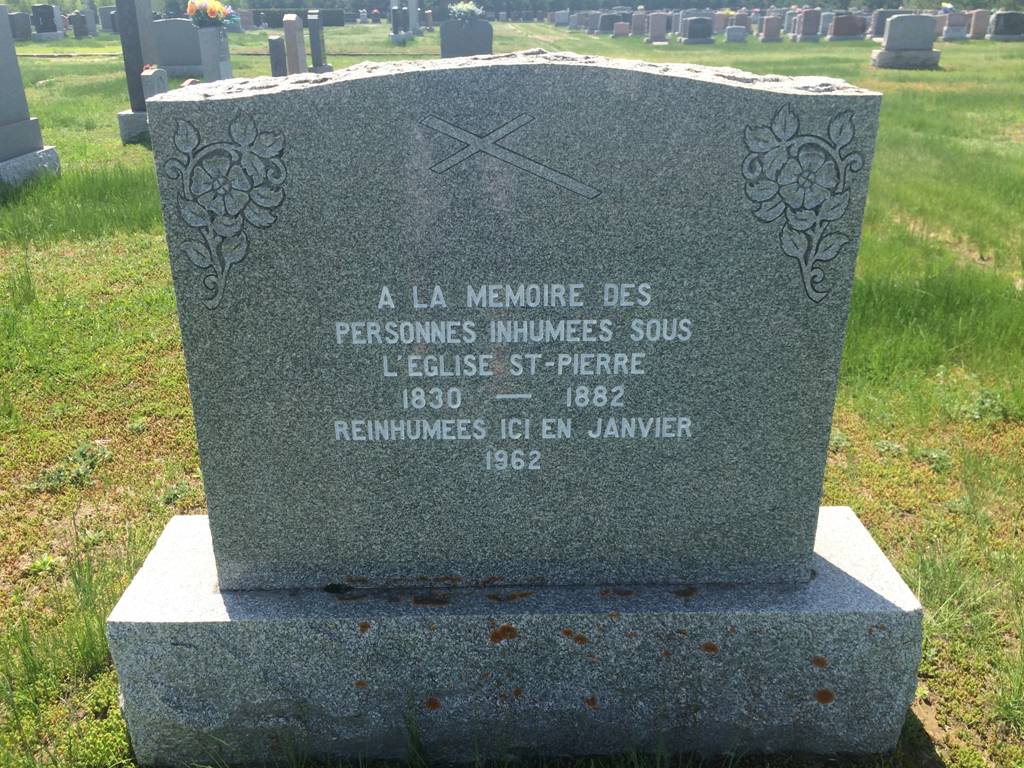 A LA MEMOIRE DES
PERSONNES INHUMEES SOUS
L'EGLISE ST-PIERRE
1830 — 1882
REINHUMEES ICI EN JANVIER
1962